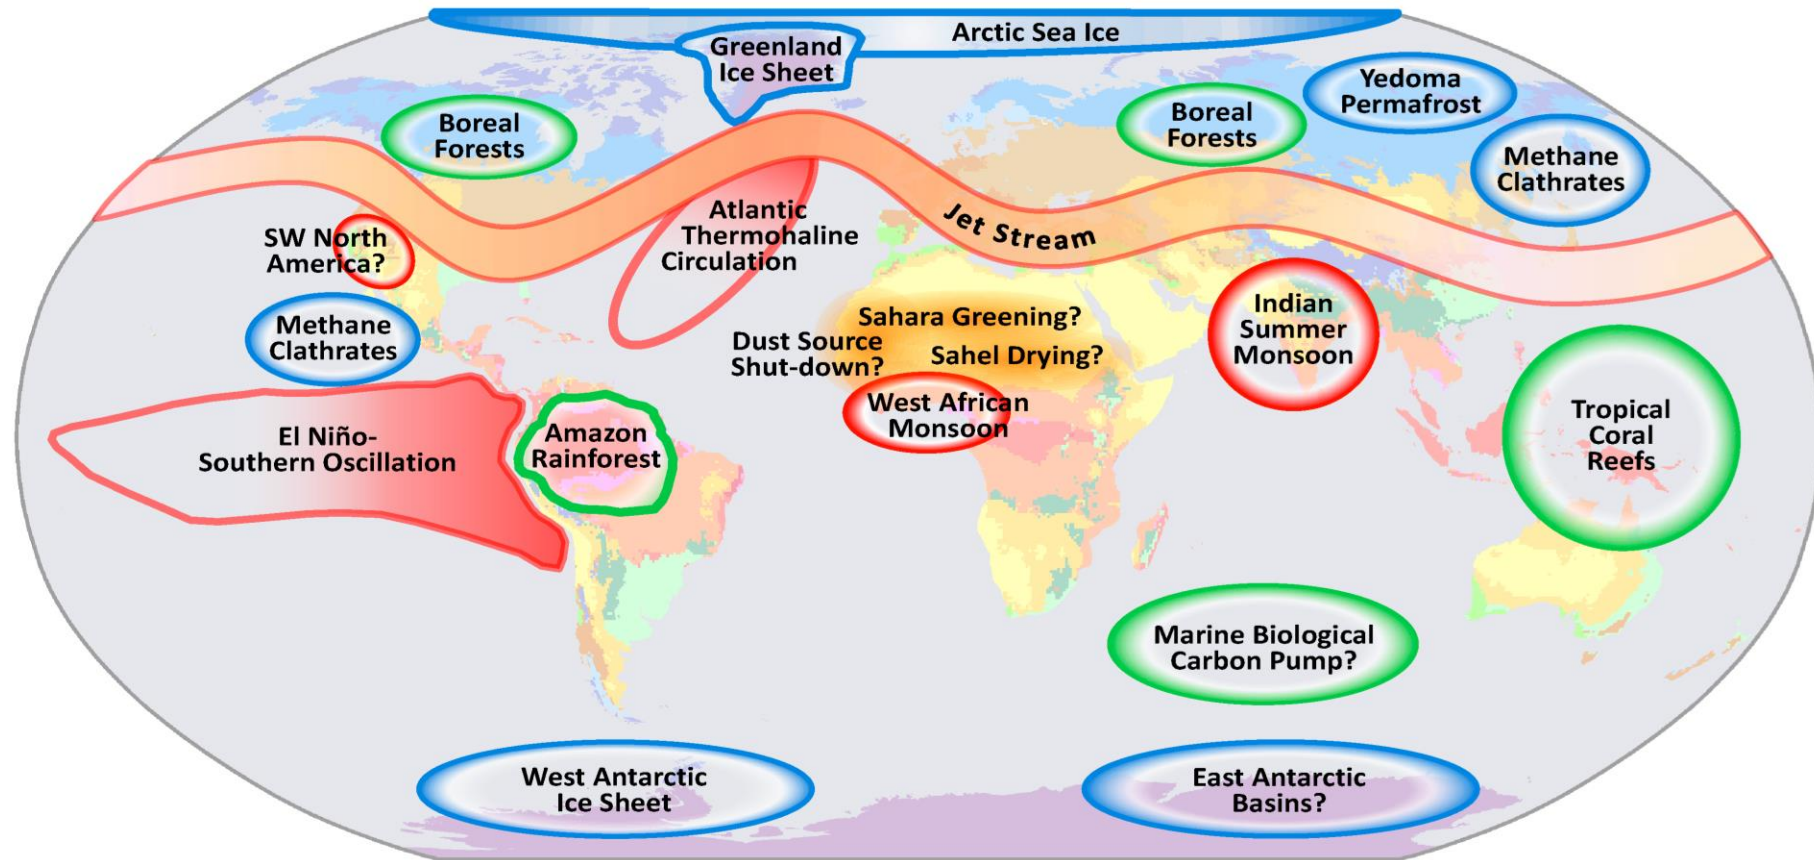 Arctic Sea Ice
Greenland
Ice Sheet
Yedoma
Permafrost
Boreal
Forests
Boreal
Forests
Methane
Clathrates
Atlantic
Thermohaline
Circulation
Jet Stream
SW North
America?
Methane
Clathrates
Sahara Greening?
Dust Source
Shut-down?
Sahel Drying?
Indian
Summer
Monsoon
West African
Monsoon
El Niño-
Southern Oscillation
Amazon
Rainforest
Tropical
Coral
Reefs
Marine Biological
Carbon Pump?
West Antarctic
Ice Sheet
East Antarctic
Basins?